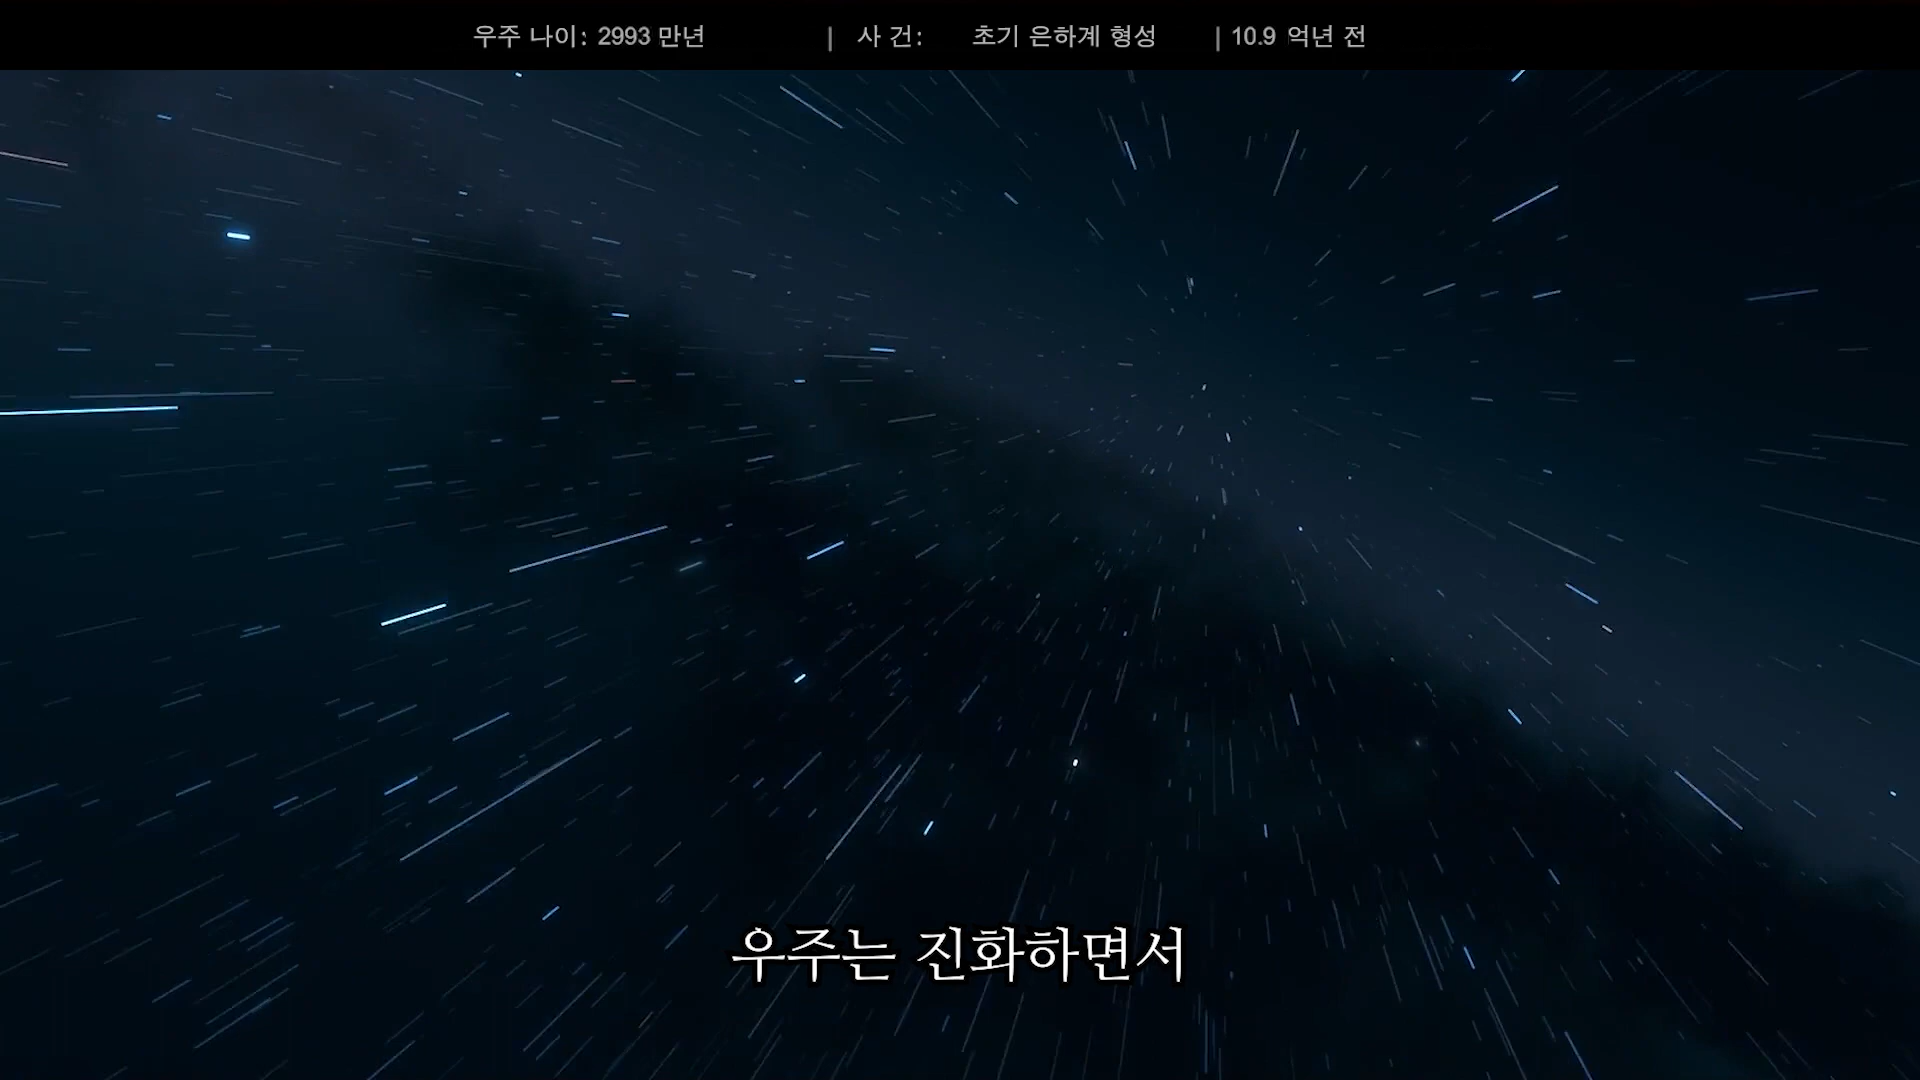 우주 나이: 2993 만년 | 사 건: 초기 은하계 형성 | 10.9 억년 전
우주는 진화하면서